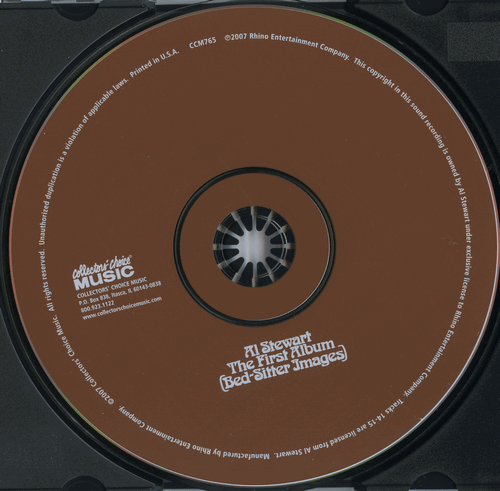 CCM765 ℗2007 Rhino Entertainment Company. This copyright in this sound recording is owned by Al Stewart under exclusive license to Rhino Entertainment Company. Tracks 14-15 are licensed from Al Stewart. Manufactured by Rhino Entertainment Company. ©2007 Collectors' Choice Music. All rights reserved. Unauthorized duplication is a violation of applicable laws. Printed in U.S.A.
collectors' choice
MUSIC
COLLECTORS' CHOICE MUSIC
P.O. Box 838, Itasca, IL 60143-0838
800.923.1122
www.collectorschoicemusic.com
Al Stewart
The First Album
(Bed-Sitter Images)